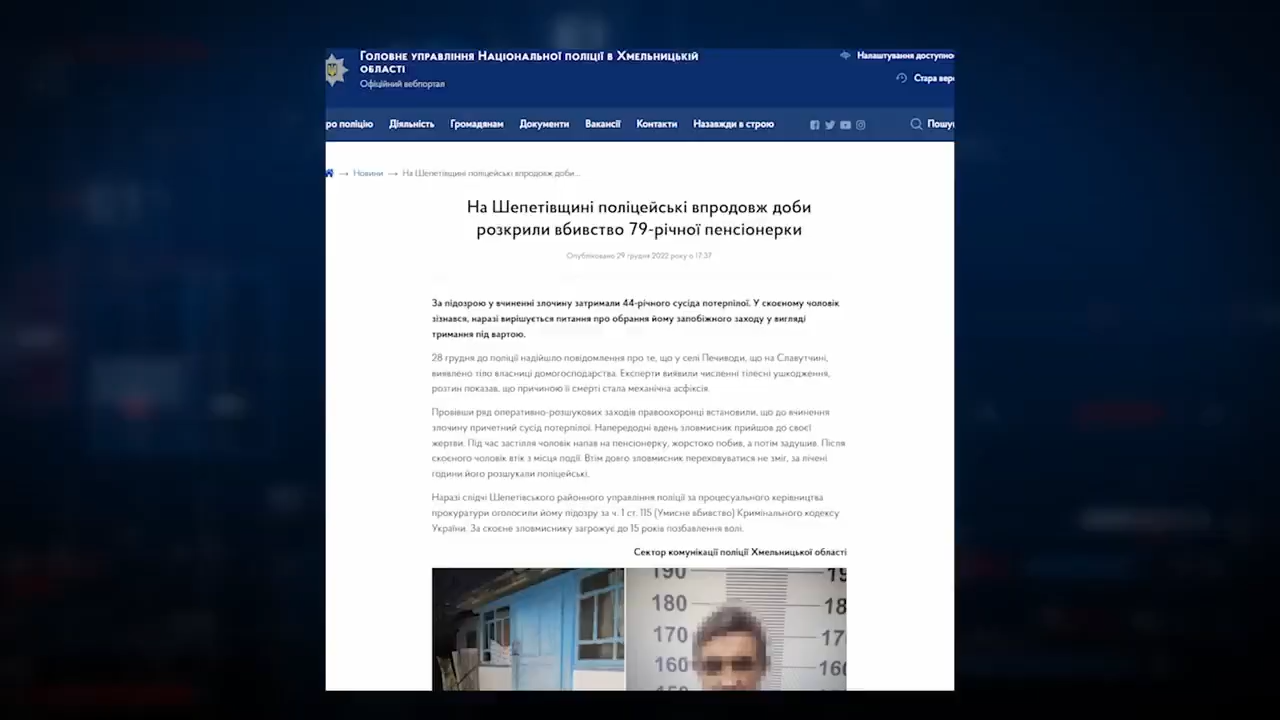 Головне управління Національної поліції в Хмельницькій
області
Офіційний вебпортал
Налаштування доступно
Стара вер
ро поліцію Діяльність Громадянам Документи Вакансії Контакти Назавжди в строю Пошу
→ Новини → На Шепетівщині поліцейські впродовж доби...
На Шепетівщині поліцейські впродовж доби
розкрили вбивство 79-річної пенсіонерки
Опубліковано 29 грудня 2022 року о 17:37
За підозрою у вчиненні злочину затримали 44-річного сусіда потерпілої. У скоєному чоловік
зізнався, наразі вирішується питання про обрання йому запобіжного заходу у вигляді
тримання під вартою.
28 грудня до поліції надійшло повідомлення про те, що у селі Печиводи, що на Славутчині,
виявлено тіло власниці домогосподарства. Експерти виявили численні тілесні ушкодження,
розтин показав, що причиною її смерті стала механічна асфіксія.
Провівши ряд оперативно-розшукових заходів правоохоронці встановили, що до вчинення
злочину причетний сусід потерпілої. Напередодні вдень зловмисник прийшов до своєї
жертви. Під час застілля чоловік напав на пенсіонерку, жорстоко побив, а потім задушив. Після
скоєного чоловік втік з місця події. Втім довго зловмисник переховуватися не зміг, за лічені
години його розшукали поліцейські.
Наразі слідчі Шепетівського районного управління поліції за процесуального керівництва
прокуратури оголосили йому підозру за ч. 1 ст. 115 (Умисне вбивство) Кримінального кодексу
України. За скоєне зловмиснику загрожує до 15 років позбавлення волі.
Сектор комунікації поліції Хмельницької області
190 19
180 18
170 17
160 16